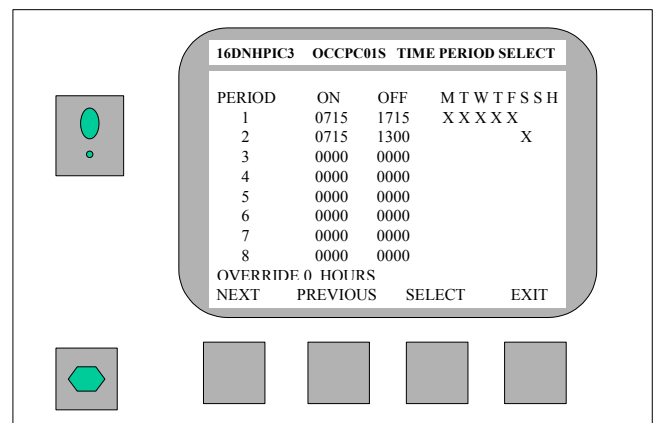 16DNHPIC3 OCCPC01S TIME PERIOD SELECT
PERIOD ON OFF M T W T F S S H
1 0715 1715 X X X X X
2 0715 1300 X
3 0000 0000
4 0000 0000
5 0000 0000
6 0000 0000
7 0000 0000
8 0000 0000
OVERRIDE 0 HOURS
NEXT PREVIOUS SELECT EXIT